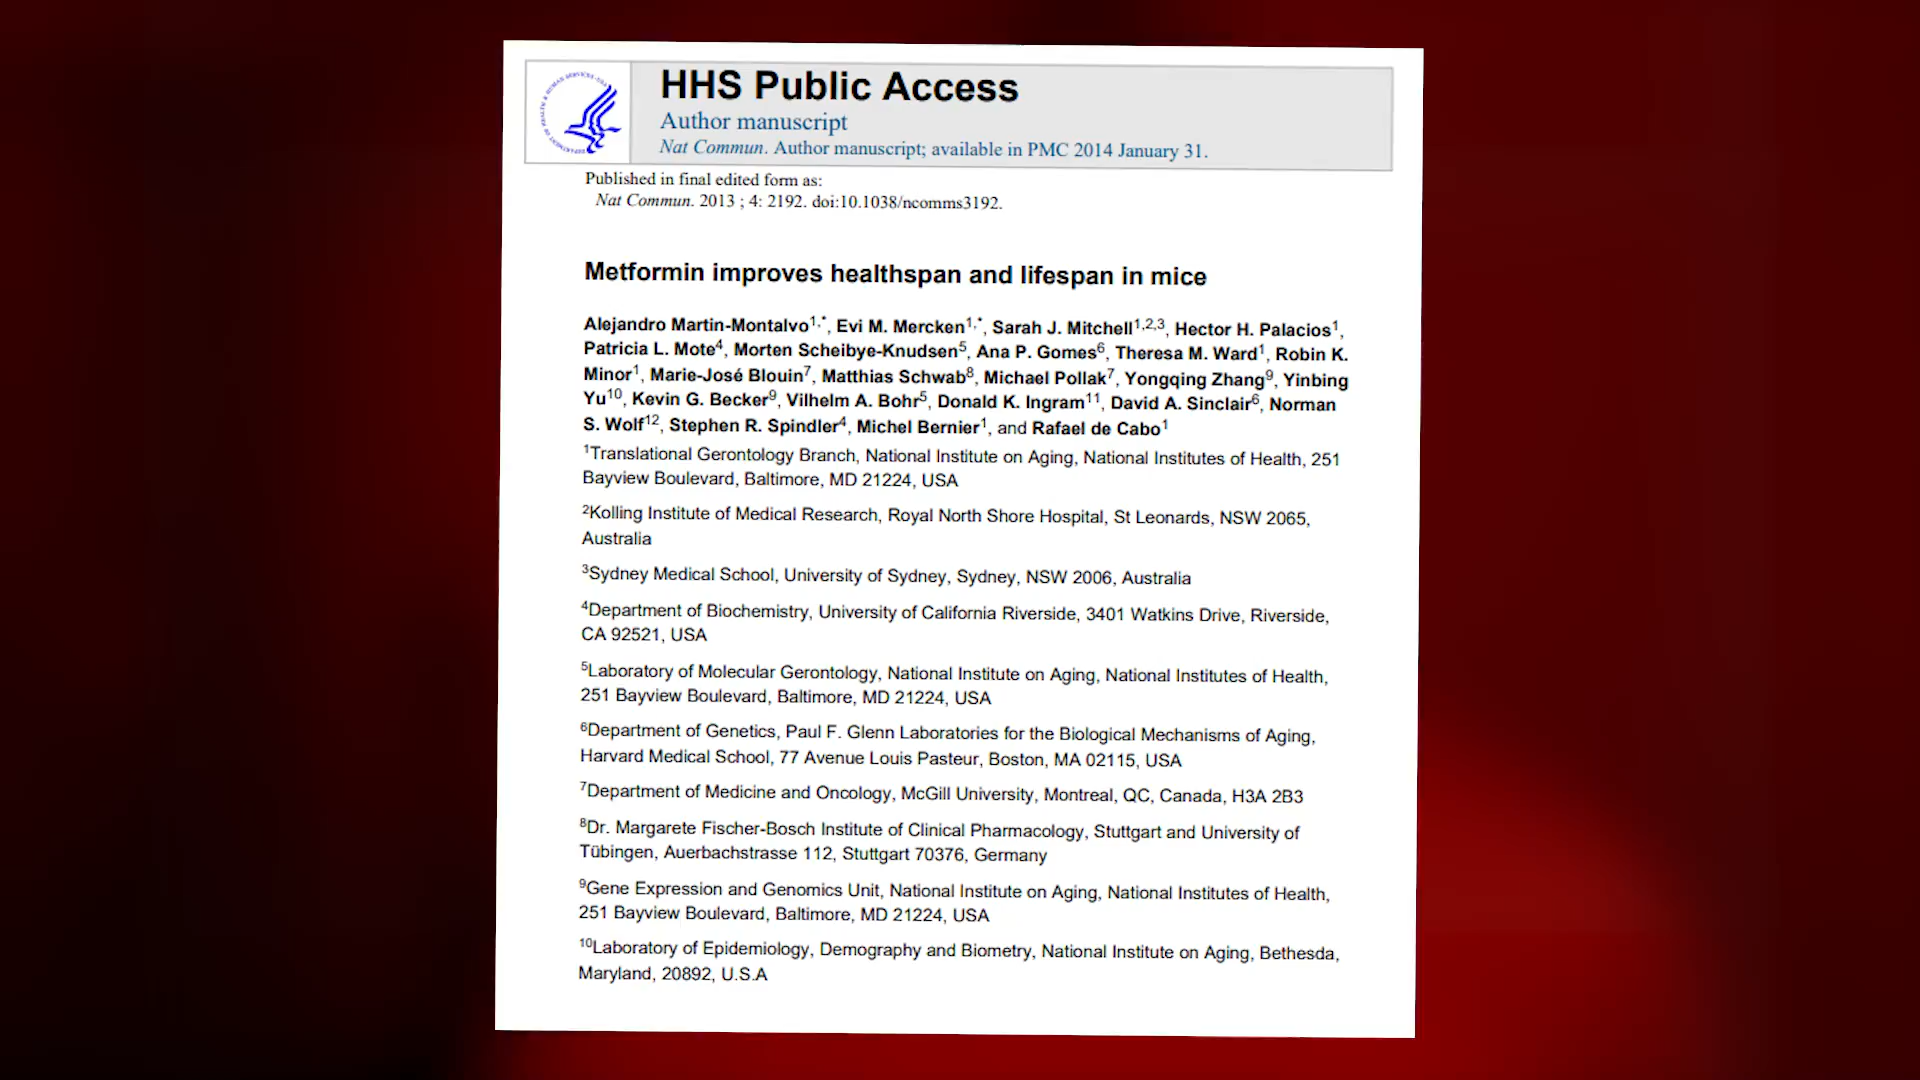 HHS Public Access
Author manuscript
Nat Commun. Author manuscript; available in PMC 2014 January 31.
Published in final edited form as:
Nat Commun. 2013 ; 4: 2192. doi:10.1038/ncomms3192.
Metformin improves healthspan and lifespan in mice
Alejandro Martin-Montalvo1,*, Evi M. Mercken1,*, Sarah J. Mitchell1,2,3, Hector H. Palacios1,
Patricia L. Mote4, Morten Scheibye-Knudsen5, Ana P. Gomes6, Theresa M. Ward1, Robin K.
Minor1, Marie-José Blouin7, Matthias Schwab8, Michael Pollak7, Yongqing Zhang9, Yinbing
Yu10, Kevin G. Becker9, Vilhelm A. Bohr5, Donald K. Ingram11, David A. Sinclair6, Norman
S. Wolf12, Stephen R. Spindler4, Michel Bernier1, and Rafael de Cabo1
1Translational Gerontology Branch, National Institute on Aging, National Institutes of Health, 251
Bayview Boulevard, Baltimore, MD 21224, USA
2Kolling Institute of Medical Research, Royal North Shore Hospital, St Leonards, NSW 2065,
Australia
3Sydney Medical School, University of Sydney, Sydney, NSW 2006, Australia
4Department of Biochemistry, University of California Riverside, 3401 Watkins Drive, Riverside,
CA 92521, USA
5Laboratory of Molecular Gerontology, National Institute on Aging, National Institutes of Health,
251 Bayview Boulevard, Baltimore, MD 21224, USA
6Department of Genetics, Paul F. Glenn Laboratories for the Biological Mechanisms of Aging,
Harvard Medical School, 77 Avenue Louis Pasteur, Boston, MA 02115, USA
7Department of Medicine and Oncology, McGill University, Montreal, QC, Canada, H3A 2B3
8Dr. Margarete Fischer-Bosch Institute of Clinical Pharmacology, Stuttgart and University of
Tübingen, Auerbachstrasse 112, Stuttgart 70376, Germany
9Gene Expression and Genomics Unit, National Institute on Aging, National Institutes of Health,
251 Bayview Boulevard, Baltimore, MD 21224, USA
10Laboratory of Epidemiology, Demography and Biometry, National Institute on Aging, Bethesda,
Maryland, 20892, U.S.A